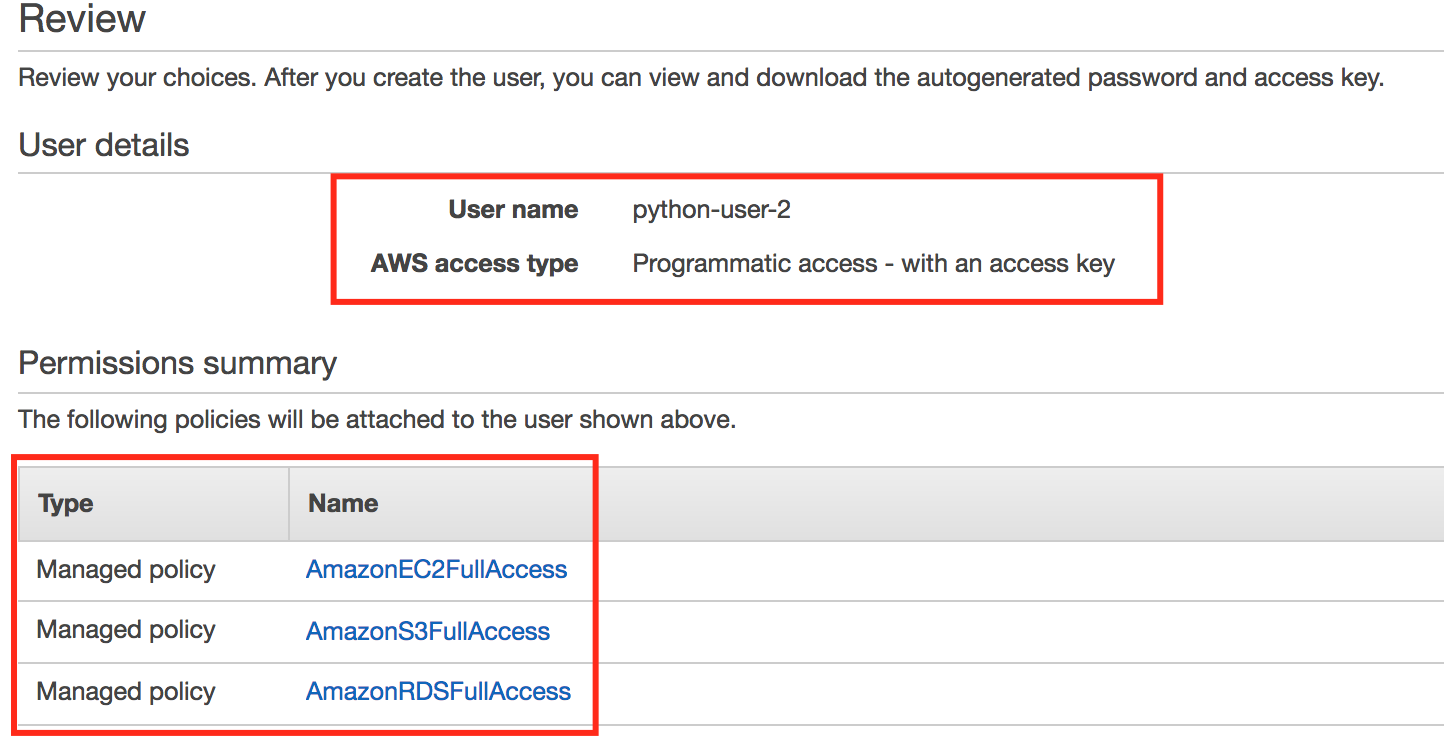 Review
Review your choices. After you create the user, you can view and download the autogenerated password and access key.
User details
User name python-user-2
AWS access type Programmatic access - with an access key
Permissions summary
The following policies will be attached to the user shown above.
Type Name
Managed policy AmazonEC2FullAccess
Managed policy AmazonS3FullAccess
Managed policy AmazonRDSFullAccess